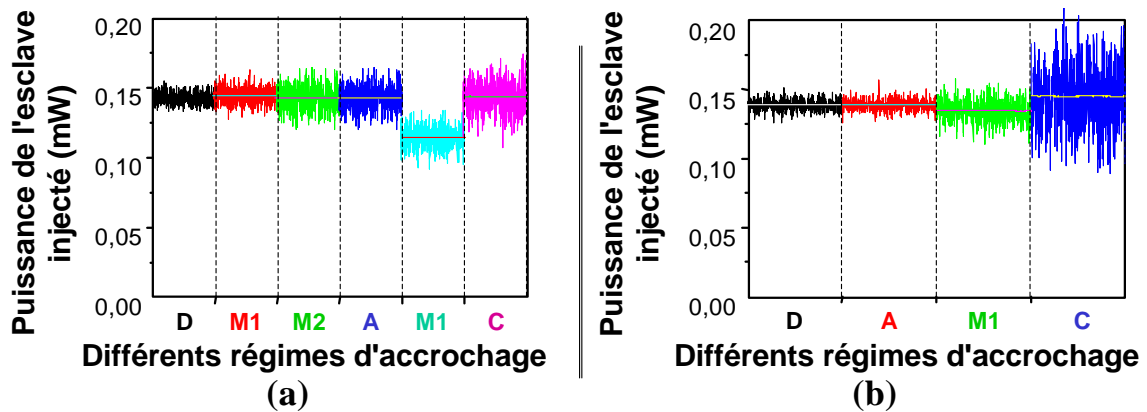 Puissance de l'esclave
injecté (mW)
0,20
0,15
0,10
0,05
0,00
D M1 M2 A M1 C
Différents régimes d'accrochage
(a)
Puissance de l'esclave
injecté (mW)
0,20
0,15
0,10
0,05
0,00
D A M1 C
Différents régimes d'accrochage
(b)